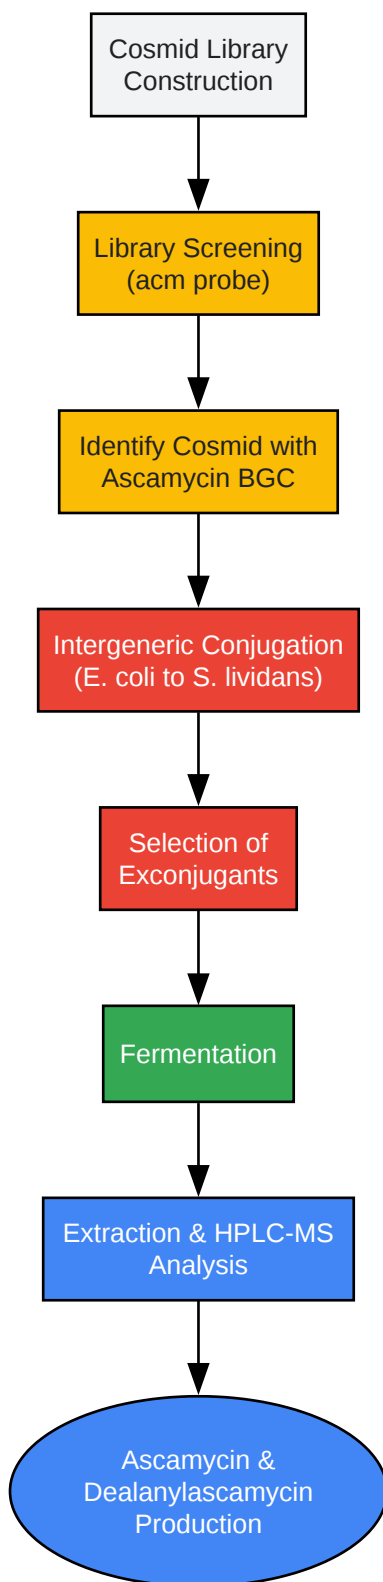 Cosmid Library
Construction
Library Screening
(acm probe)
Identify Cosmid with
Ascamycin BGC
Intergeneric Conjugation
(E. coli to S. lividans)
Selection of
Exconjugants
Fermentation
Extraction & HPLC-MS
Analysis
Ascamycin &
Dealanylascamycin
Production